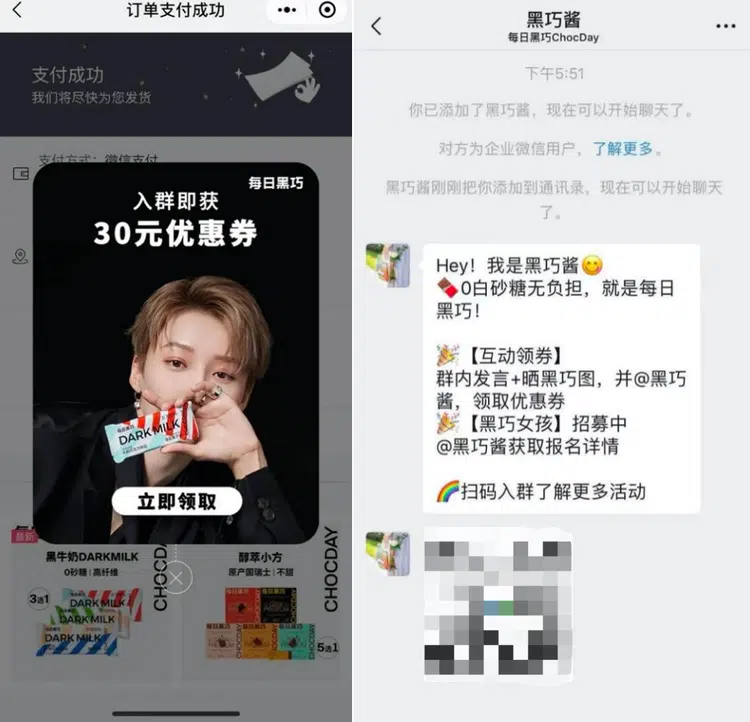 订单支付成功
支付成功
我们将尽快为您发货
支付方式：微信支付
每日黑巧
入群即获
30元优惠券
DARK MILK
立即领取
最新
黑牛奶DARKMILK
0砂糖|高纤维
3选1
DARK MILK
DARK MILK
DARK MILK
CHOCDA
醇萃小方
原产国瑞士|不甜
CHOCDAY
5选1
黑巧酱
每日黑巧ChocDay
下午5:51
你已添加了黑巧酱，现在可以开始聊天了。
对方为企业微信用户，了解更多。
黑巧酱刚刚把你添加到通讯录，现在可以开始聊天
了。
Hey！我是黑巧酱😋
🍫0白砂糖无负担，就是每日
黑巧！
🎉【互动领券】
群内发言+晒黑巧图，并@黑巧
酱，领取优惠券
🎉【黑巧女孩】招募中
@黑巧酱获取报名详情
🌈扫码入群了解更多活动